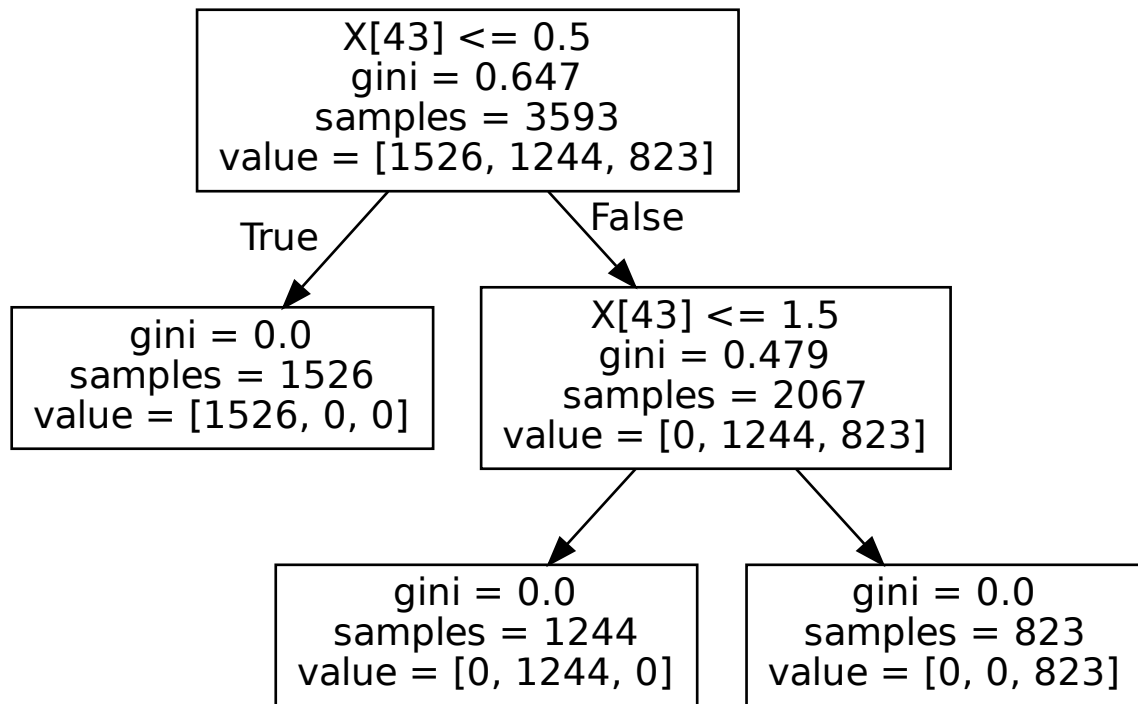 X[43] <= 0.5
gini = 0.647
samples = 3593
value = [1526, 1244, 823]
True
False
gini = 0.0
samples = 1526
value = [1526, 0, 0]
X[43] <= 1.5
gini = 0.479
samples = 2067
value = [0, 1244, 823]
gini = 0.0
samples = 1244
value = [0, 1244, 0]
gini = 0.0
samples = 823
value = [0, 0, 823]